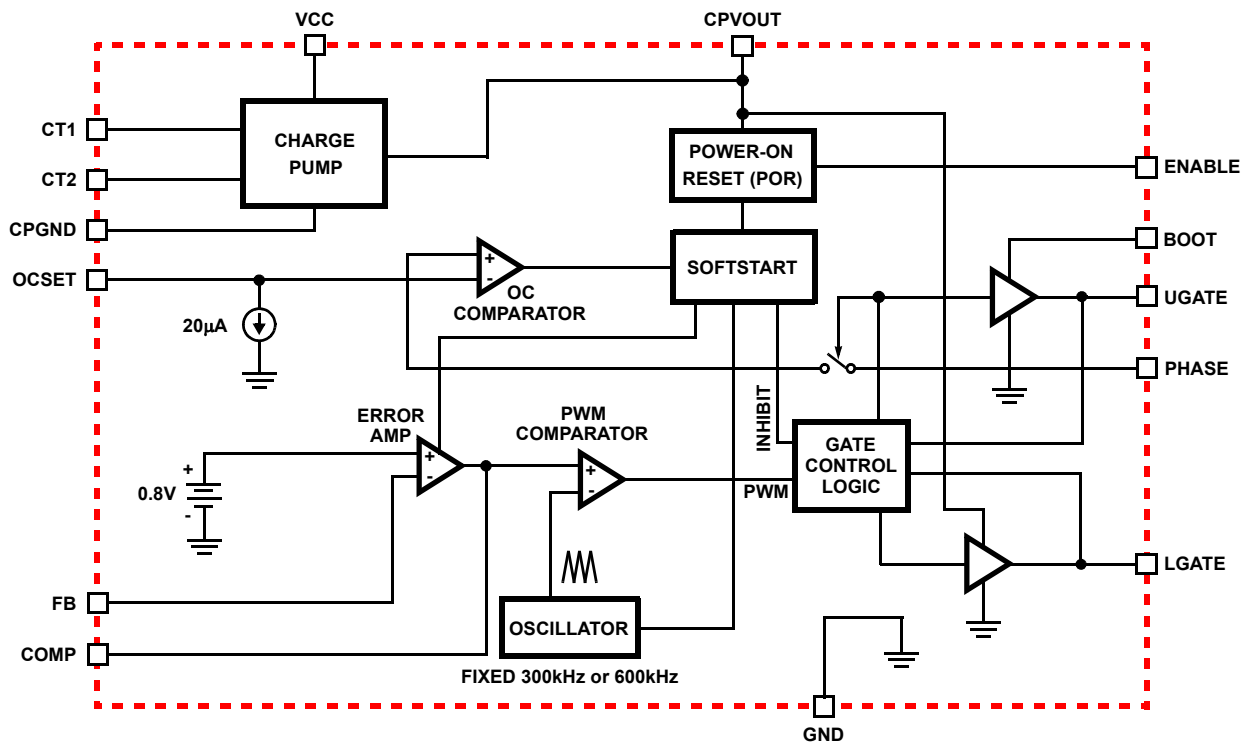 VCC
CPVOUT
CT1
CT2
CPGND
OCSET
CHARGE
PUMP
POWER-ON
RESET (POR)
ENABLE
BOOT
UGATE
PHASE
SOFTSTART
+
-
OC
COMPARATOR
20μA
ERROR
AMP
PWM
COMPARATOR
INHIBIT
GATE
CONTROL
LOGIC
PWM
+
-
+
-
+
0.8V
-
LGATE
FB
COMP
OSCILLATOR
FIXED 300kHz or 600kHz
GND